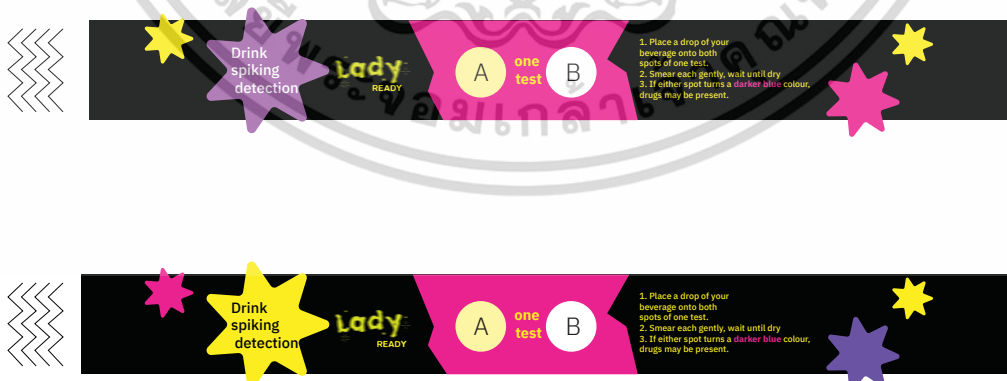 Drink
spiking
detection
Lady
READY
A
one
test
B
1. Place a drop of your
beverage onto both
spots of one test.
2. Smear each gently, wait until dry
3. If either spot turns a darker blue colour,
drugs may be present.
Drink
spiking
detection
Lady
READY
A
one
test
B
1. Place a drop of your
beverage onto both
spots of one test.
2. Smear each gently, wait until dry
3. If either spot turns a darker blue colour,
drugs may be present.